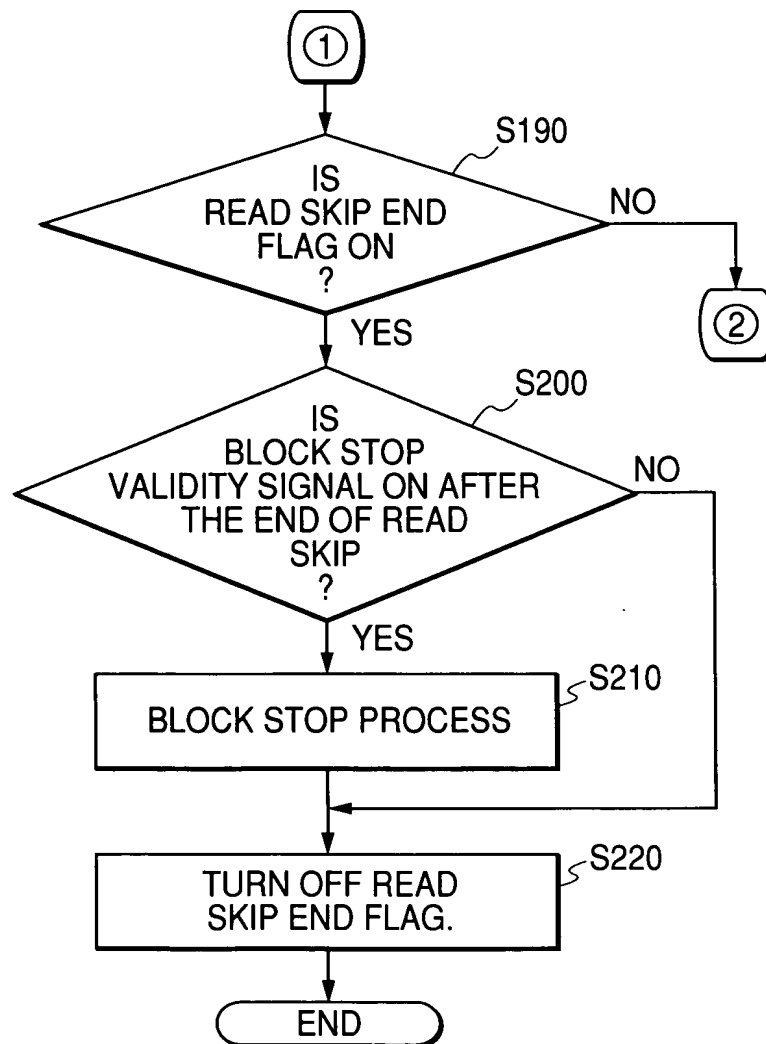 ①
S190
IS
READ SKIP END
FLAG ON
?
NO
②
YES
S200
IS
BLOCK STOP
VALIDITY SIGNAL ON AFTER
THE END OF READ
SKIP
?
NO
YES
S210
BLOCK STOP PROCESS
S220
TURN OFF READ
SKIP END FLAG.
END